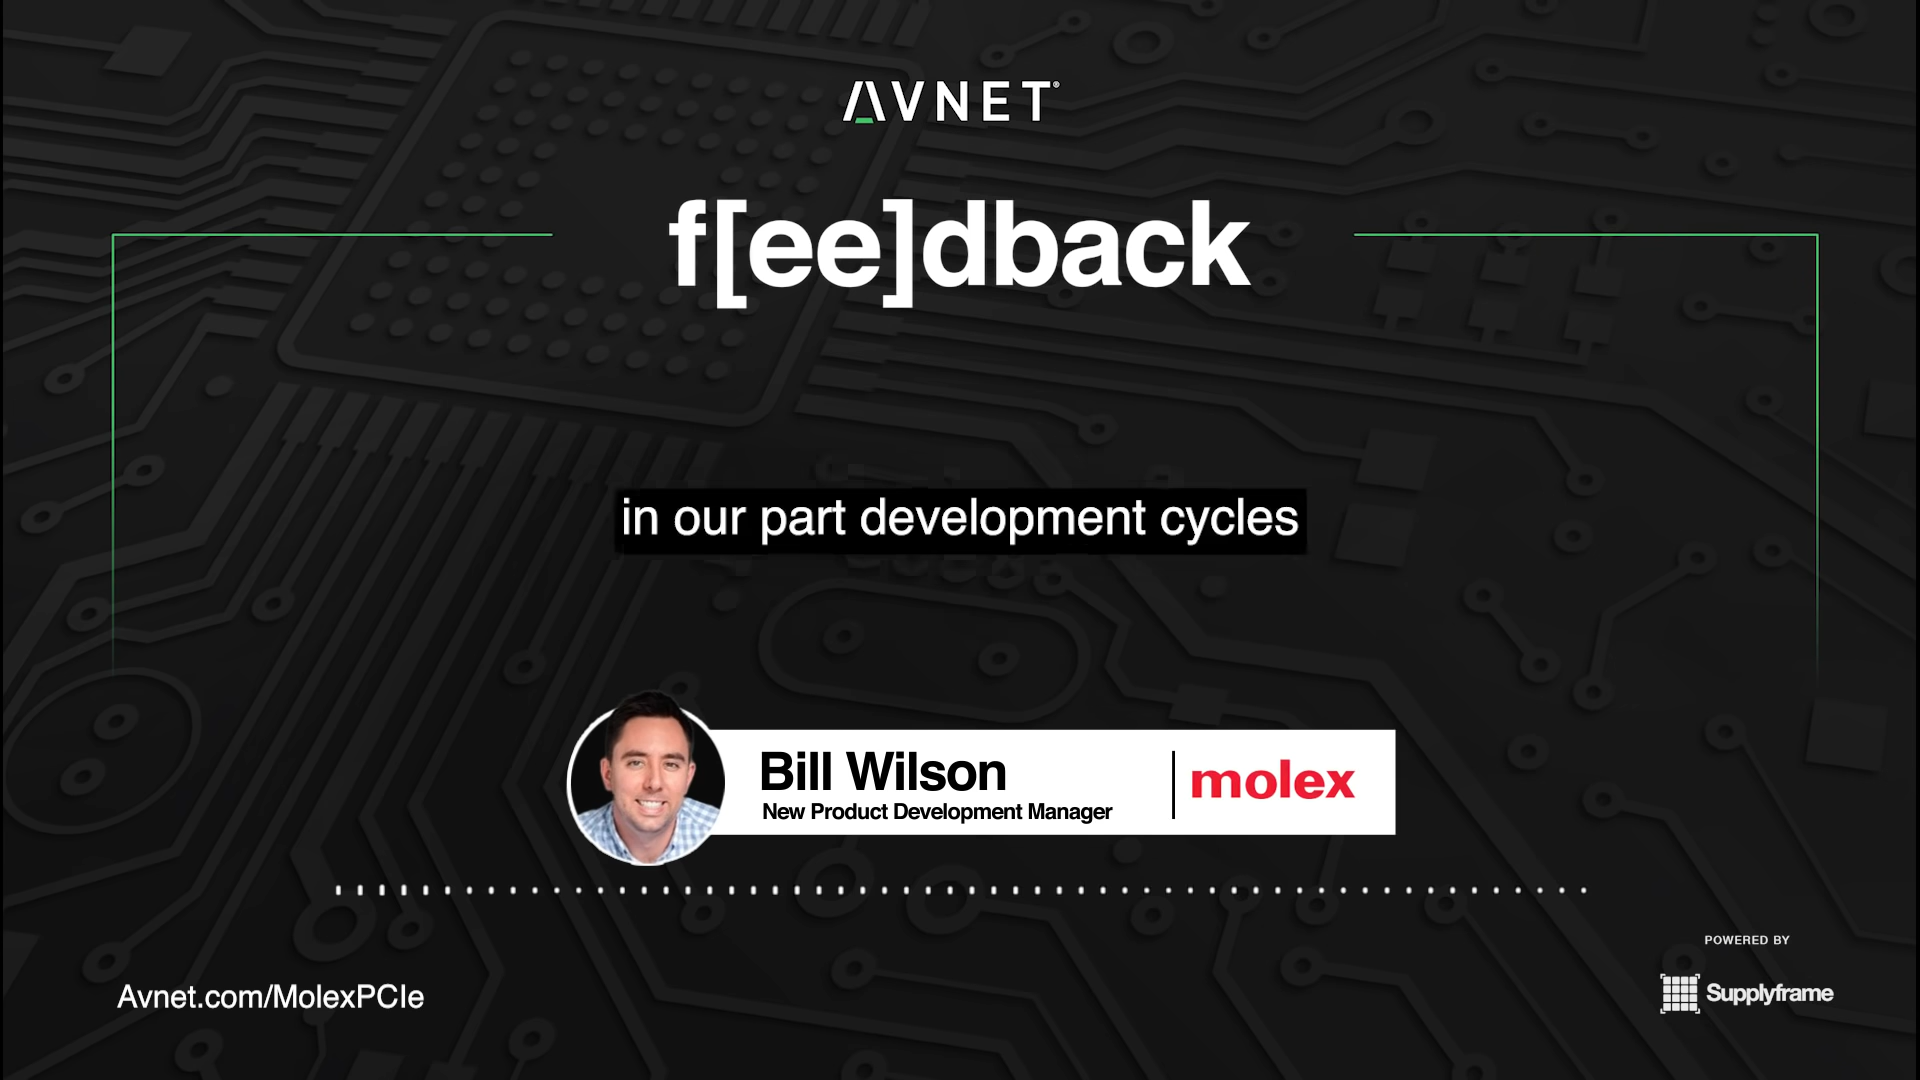 AVNET®
f[ee]dback
in our part development cycles
Bill Wilson
New Product Development Manager
molex
POWERED BY
Supplyframe
Avnet.com/MolexPCIe